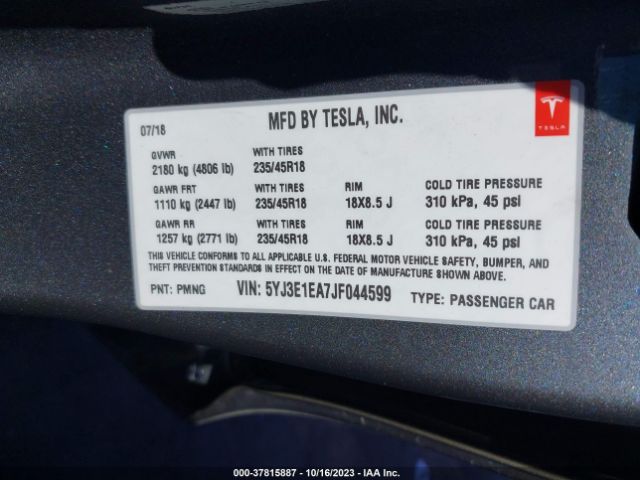 07/18
MFD BY TESLA, INC.
TESLA
GVWR WITH TIRES
2180 kg (4806 lb) 235/45R18
GAWR FRT WITH TIRES RIM COLD TIRE PRESSURE
1110 kg (2447 lb) 235/45R18 18X8.5 J 310 kPa, 45 psi
GAWR RR WITH TIRES RIM COLD TIRE PRESSURE
1257 kg (2771 lb) 235/45R18 18X8.5 J 310 kPa, 45 psi
THIS VEHICLE CONFORMS TO ALL APPLICABLE U.S. FEDERAL MOTOR VEHICLE SAFETY, BUMPER, AND
THEFT PREVENTION STANDARDS IN EFFECT ON THE DATE OF MANUFACTURE SHOWN ABOVE.
PNT: PMNG VIN: 5YJ3E1EA7JF044599 TYPE: PASSENGER CAR
000-37815887 - 10/16/2023 - IAA Inc.